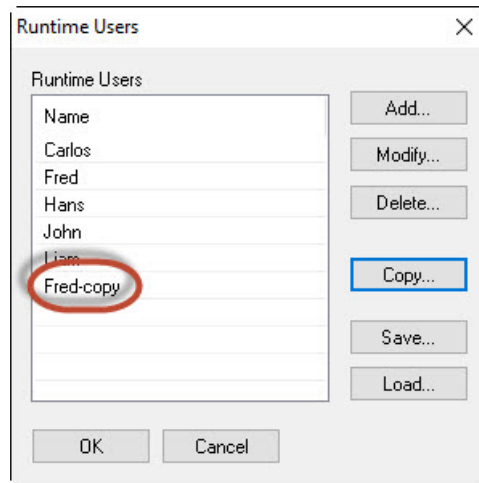 Runtime Users
Runtime Users
Name
Carlos
Fred
Hans
John
Liam
Fred-copy
Add...
Modify...
Delete...
Copy...
Save...
Load...
OK
Cancel